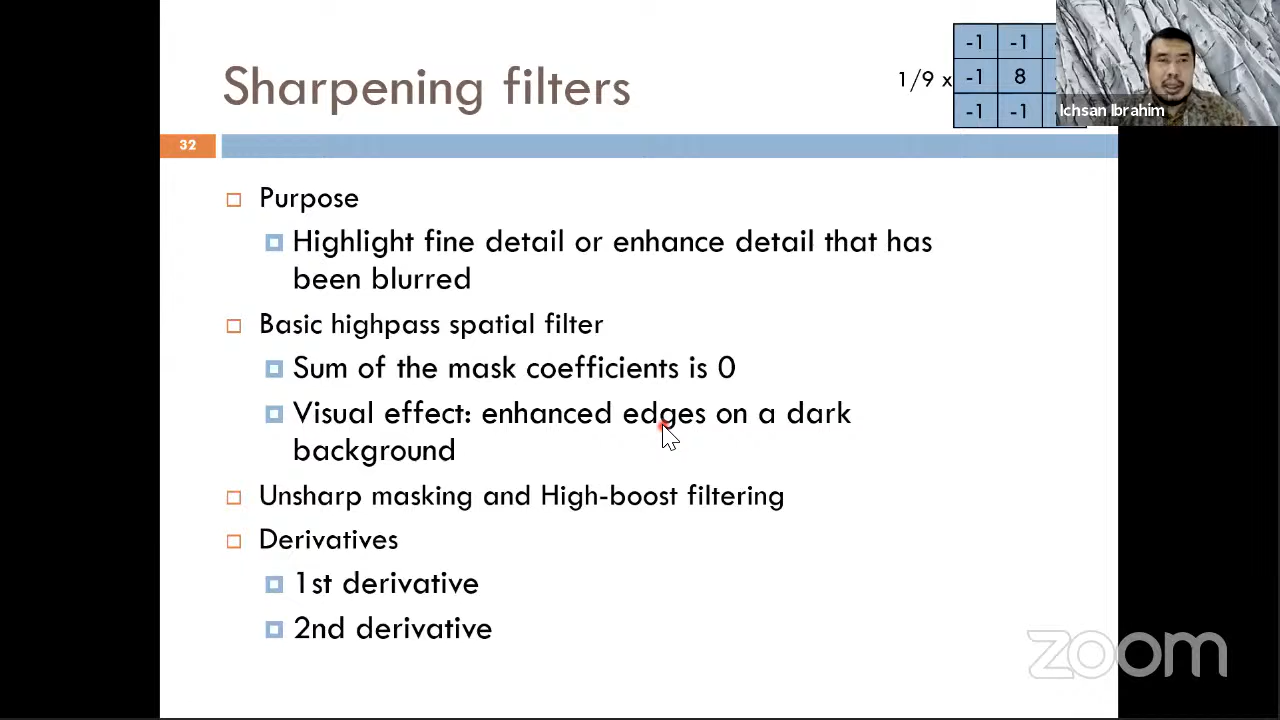 Sharpening filters
1/9 x
-1 -1
-1 8
-1 -1
Ichsan Ibrahim
32
Purpose
Highlight fine detail or enhance detail that has
been blurred
Basic highpass spatial filter
Sum of the mask coefficients is 0
Visual effect: enhanced edges on a dark
background
Unsharp masking and High-boost filtering
Derivatives
1st derivative
2nd derivative
zoom